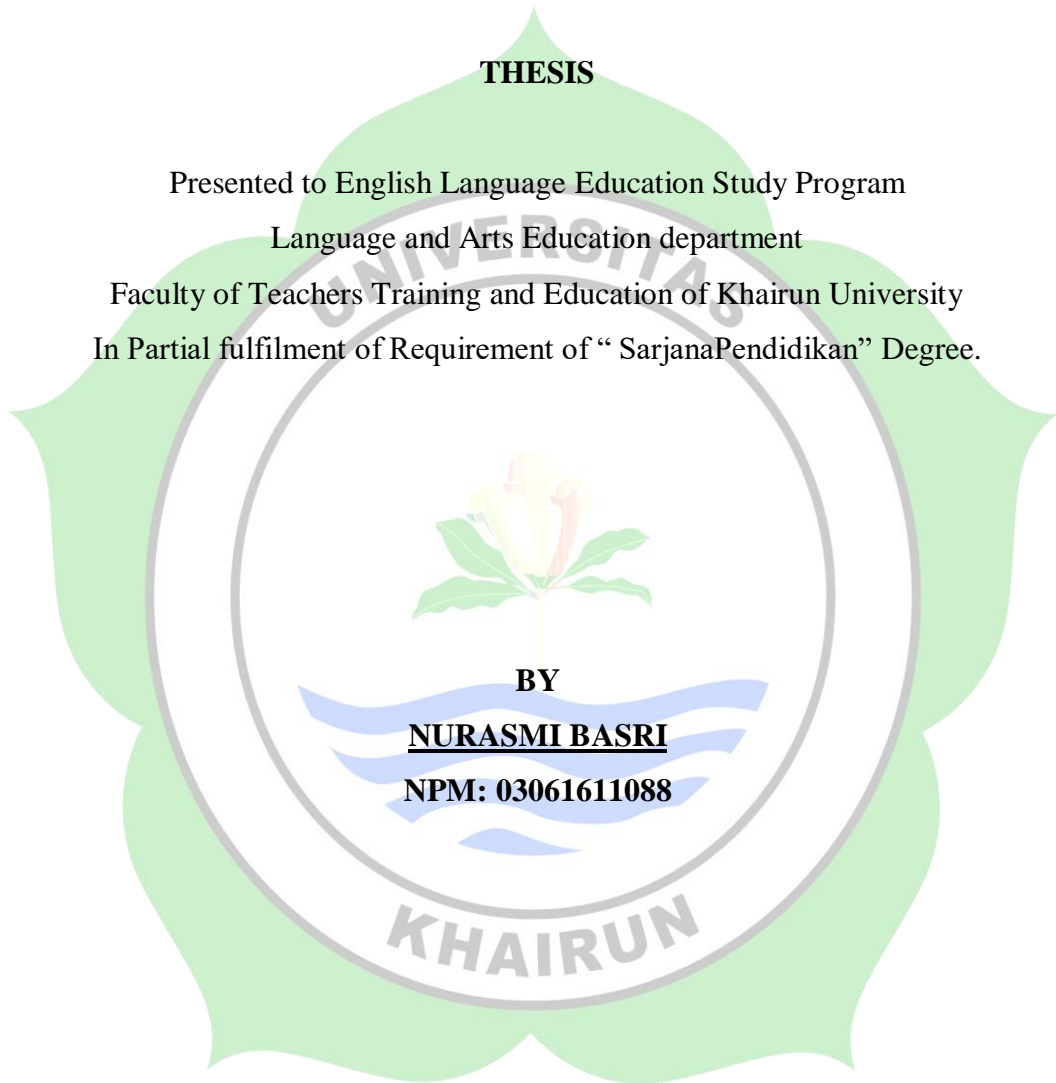 THESIS
Presented to English Language Education Study Program
Language and Arts Education department
Faculty of Teachers Training and Education of Khairun University
In Partial fulfilment of Requirement of “ SarjanaPendidikan” Degree.
UNIVERSITAS
BY
NURASMI BASRI
NPM: 03061611088
KHAIRUN